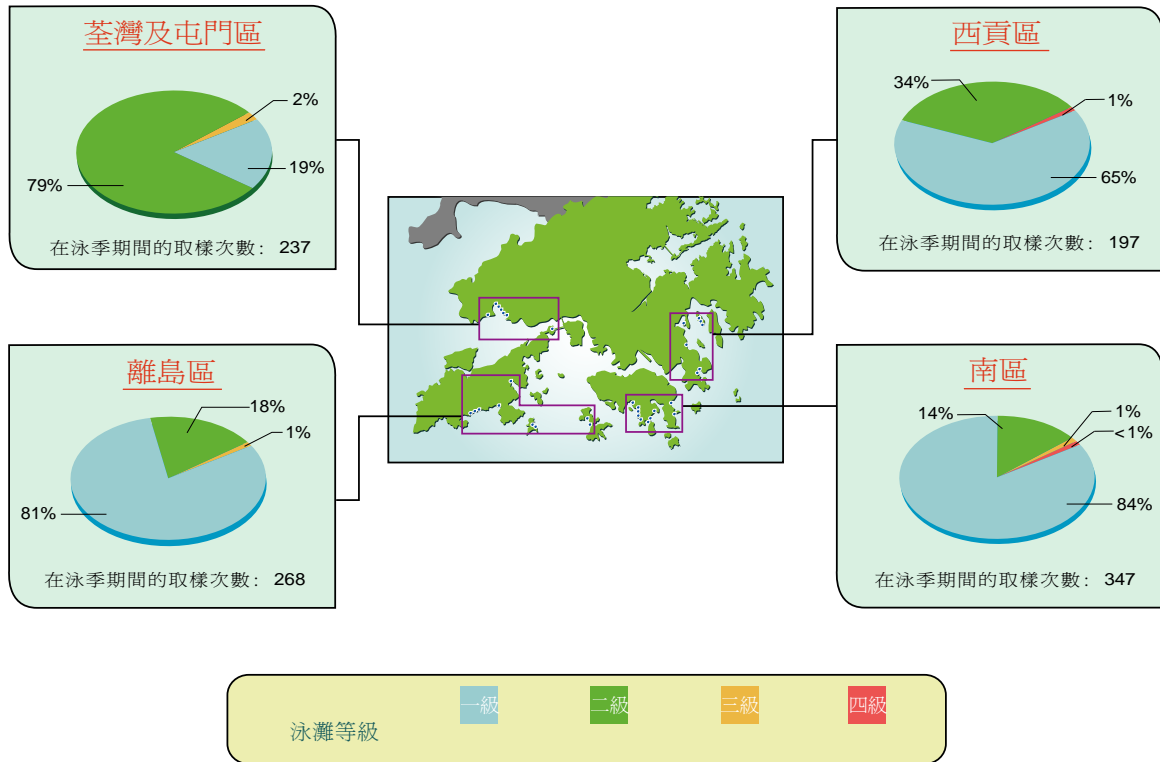 荃灣及屯門區
2%
19%
79%
在泳季期間的取樣次數： 237
西貢區
34%
1%
65%
在泳季期間的取樣次數： 197
離島區
18%
1%
81%
在泳季期間的取樣次數： 268
南區
14%
1%
<1%
84%
在泳季期間的取樣次數： 347
一級 二級 三級 四級
泳灘等級